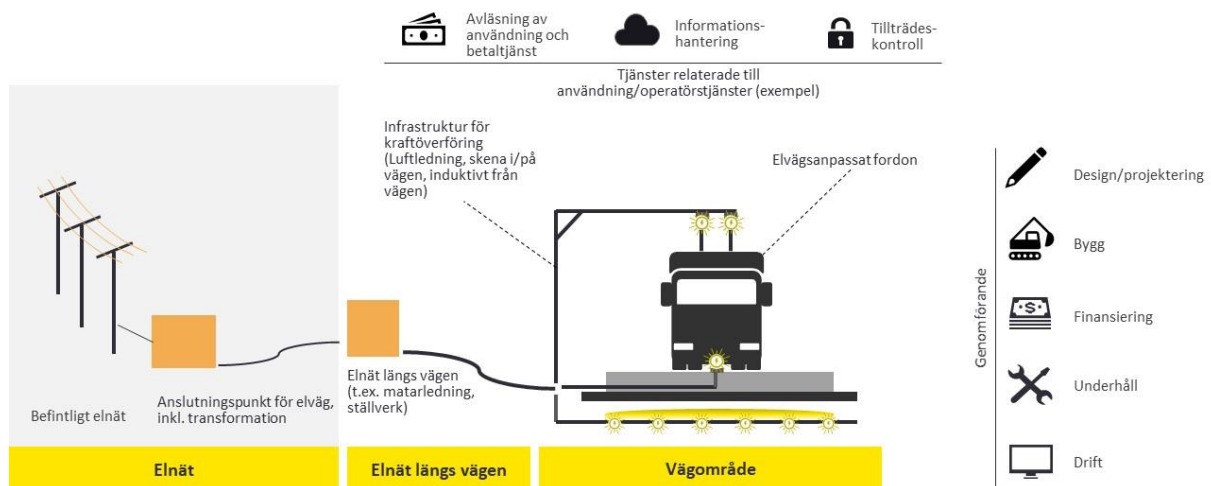 Avläsning av
användning och
betaltjänst
Informations-
hantering
Tillträdes-
kontroll
Tjänster relaterade till
användning/operatörstjänster (exempel)
Infrastruktur för
kraftöverföring
(Luftledning, skena i/på
vägen, induktivt från
vägen)
Elvägsanpassat fordon
Befintligt elnät
Anslutningspunkt för elväg,
inkl. transformation
Elnät längs vägen
(t.ex. matarledning,
ställverk)
Elnät
Elnät längs vägen
Vägområde
Genomförande
Design/projektering
Bygg
Finansiering
Underhåll
Drift